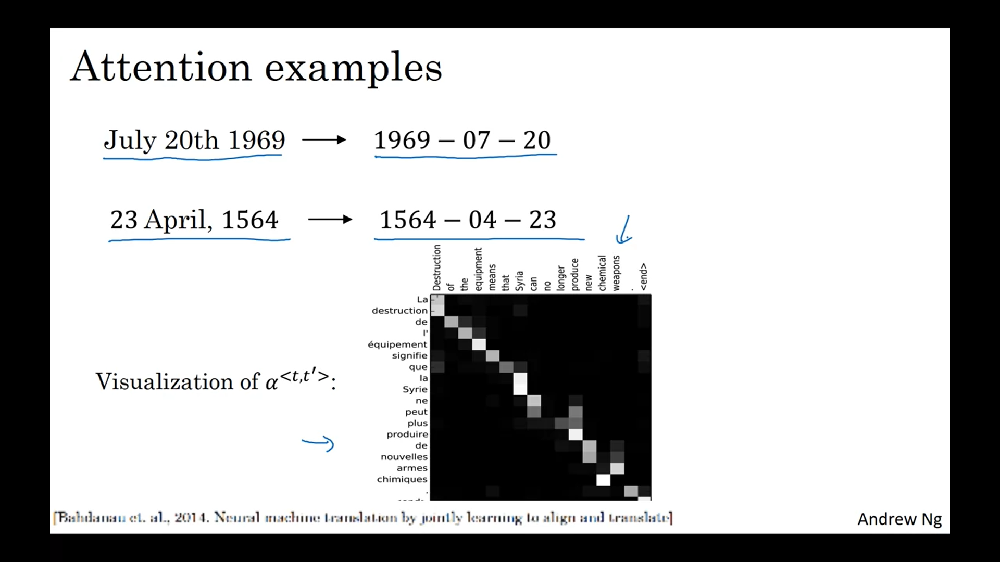 Attention examples
July 20th 1969 → 1969 − 07 − 20
23 April, 1564 → 1564 − 04 − 23
Destruction of the equipment means that Syria can no longer produce new chemical weapons . <end>
La
destruction
de
l'
équipement
signifie
que
la
Syrie
ne
peut
plus
produire
de
nouvelles
armes
chimiques
.
Visualization of α<t,t′>:
[Bahdanau et. al., 2014. Neural machine translation by jointly learning to align and translate]
Andrew Ng